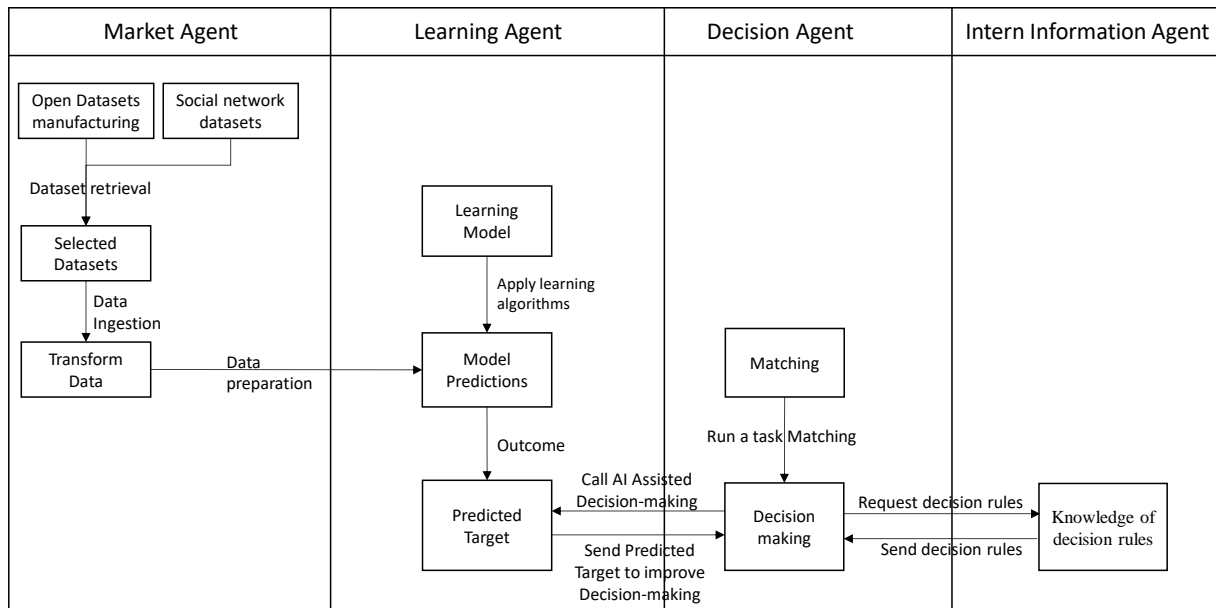 Market Agent
Learning Agent
Decision Agent
Intern Information Agent
Open Datasets
manufacturing
Social network
datasets
Dataset retrieval
Selected
Datasets
Data
Ingestion
Transform
Data
Data
preparation
Learning
Model
Apply learning
algorithms
Model
Predictions
Outcome
Predicted
Target
Matching
Run a task Matching
Call AI Assisted
Decision-making
Send Predicted
Target to improve
Decision-making
Decision
making
Request decision rules
Send decision rules
Knowledge of
decision rules